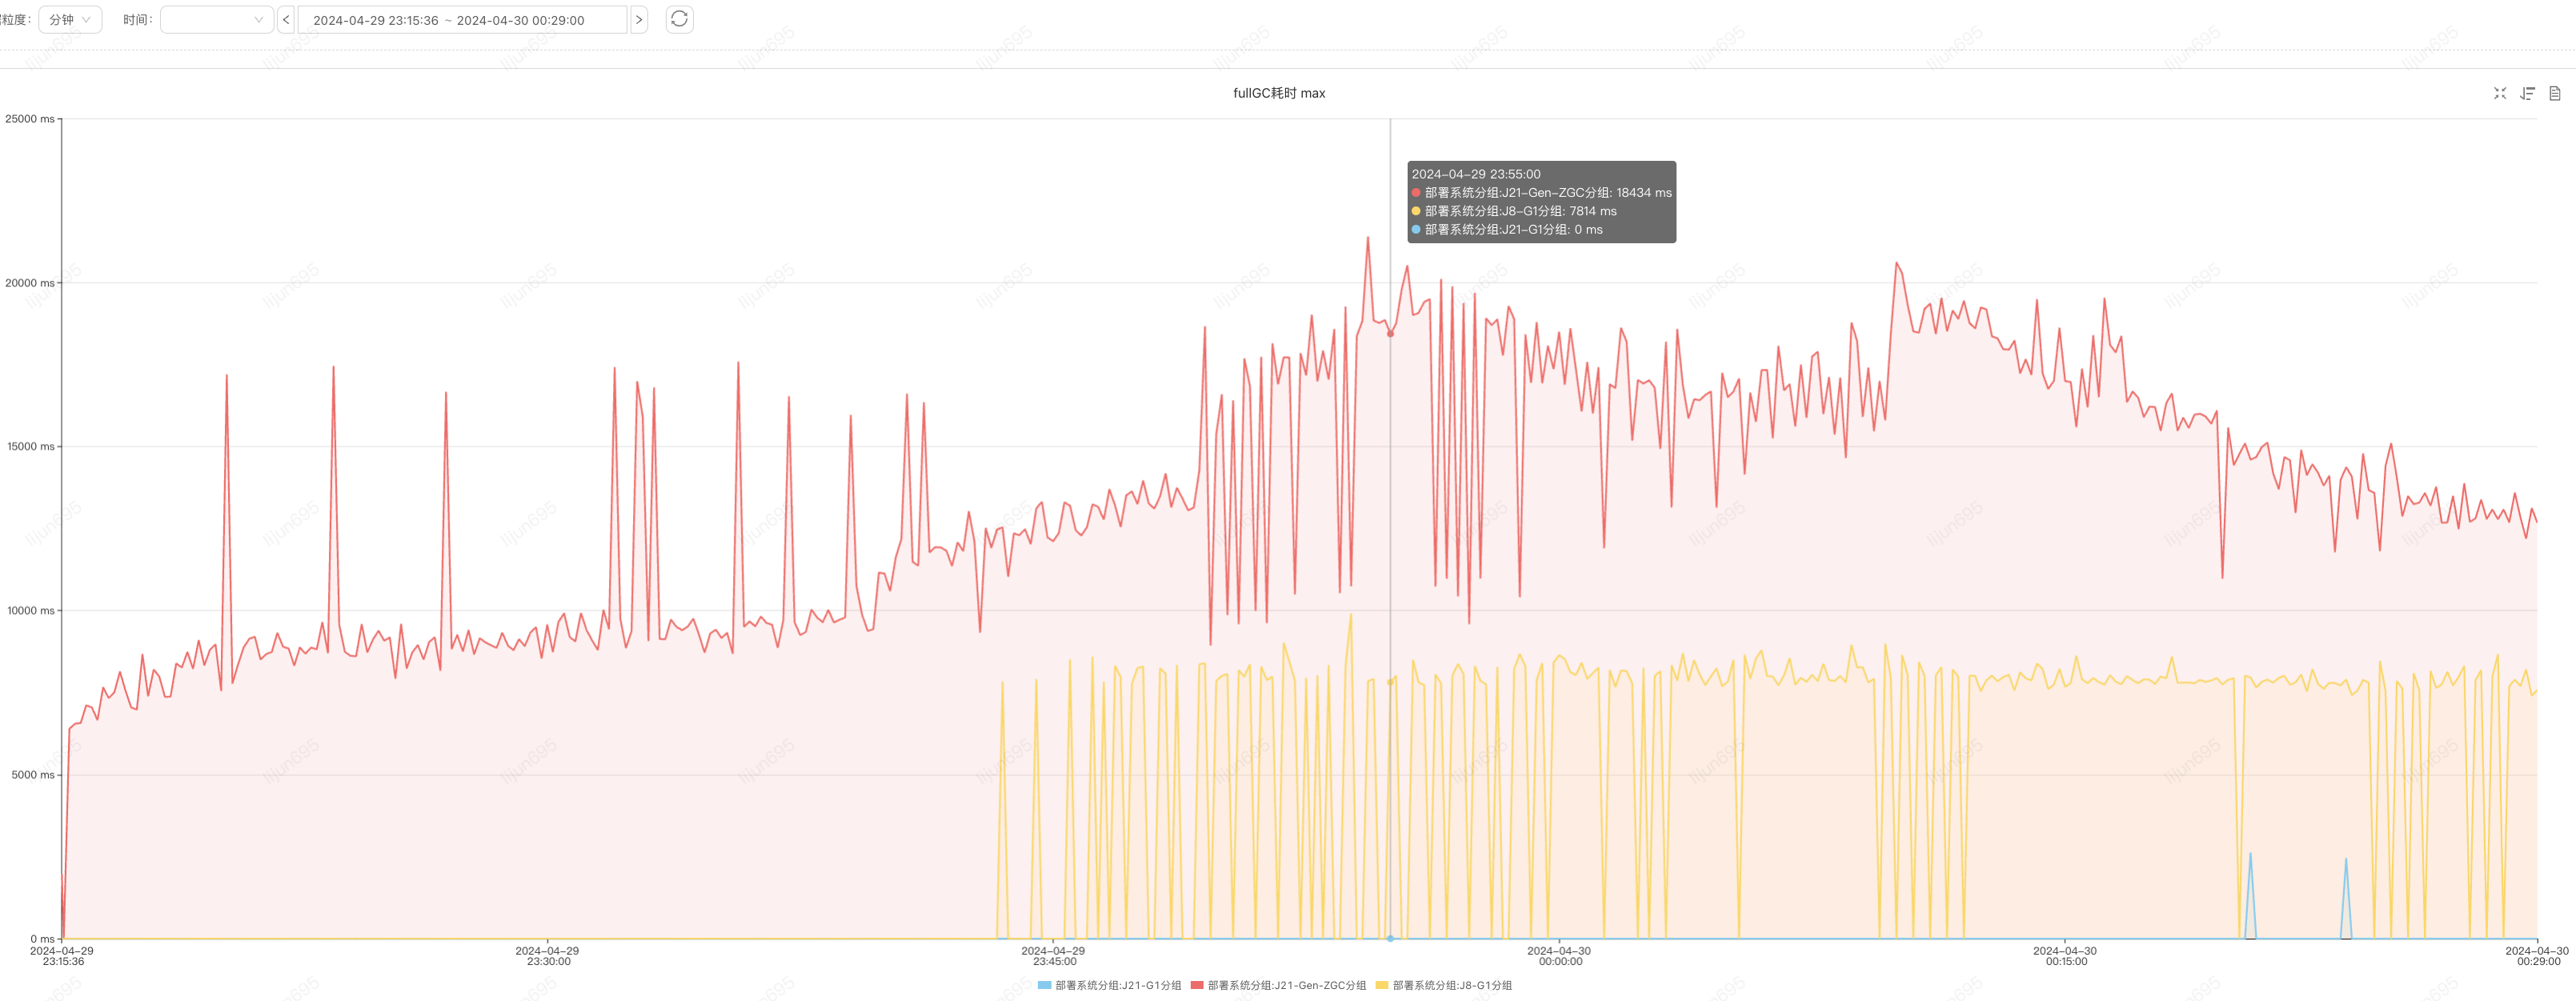 粒度: 分钟 时间: < 2024-04-29 23:15:36 ~ 2024-04-30 00:29:00 >
fullGC耗时 max
25000 ms
20000 ms
15000 ms
10000 ms
5000 ms
0 ms
2024-04-29 23:55:00
部署系统分组:J21-Gen-ZGC分组: 18434 ms
部署系统分组:J8-G1分组: 7814 ms
部署系统分组:J21-G1分组: 0 ms
2024-04-29 23:15:36
2024-04-29 23:30:00
2024-04-29 23:45:00
2024-04-30 00:00:00
2024-04-30 00:15:00
2024-04-30 00:29:00
部署系统分组:J21-G1分组 部署系统分组:J21-Gen-ZGC分组 部署系统分组:J8-G1分组